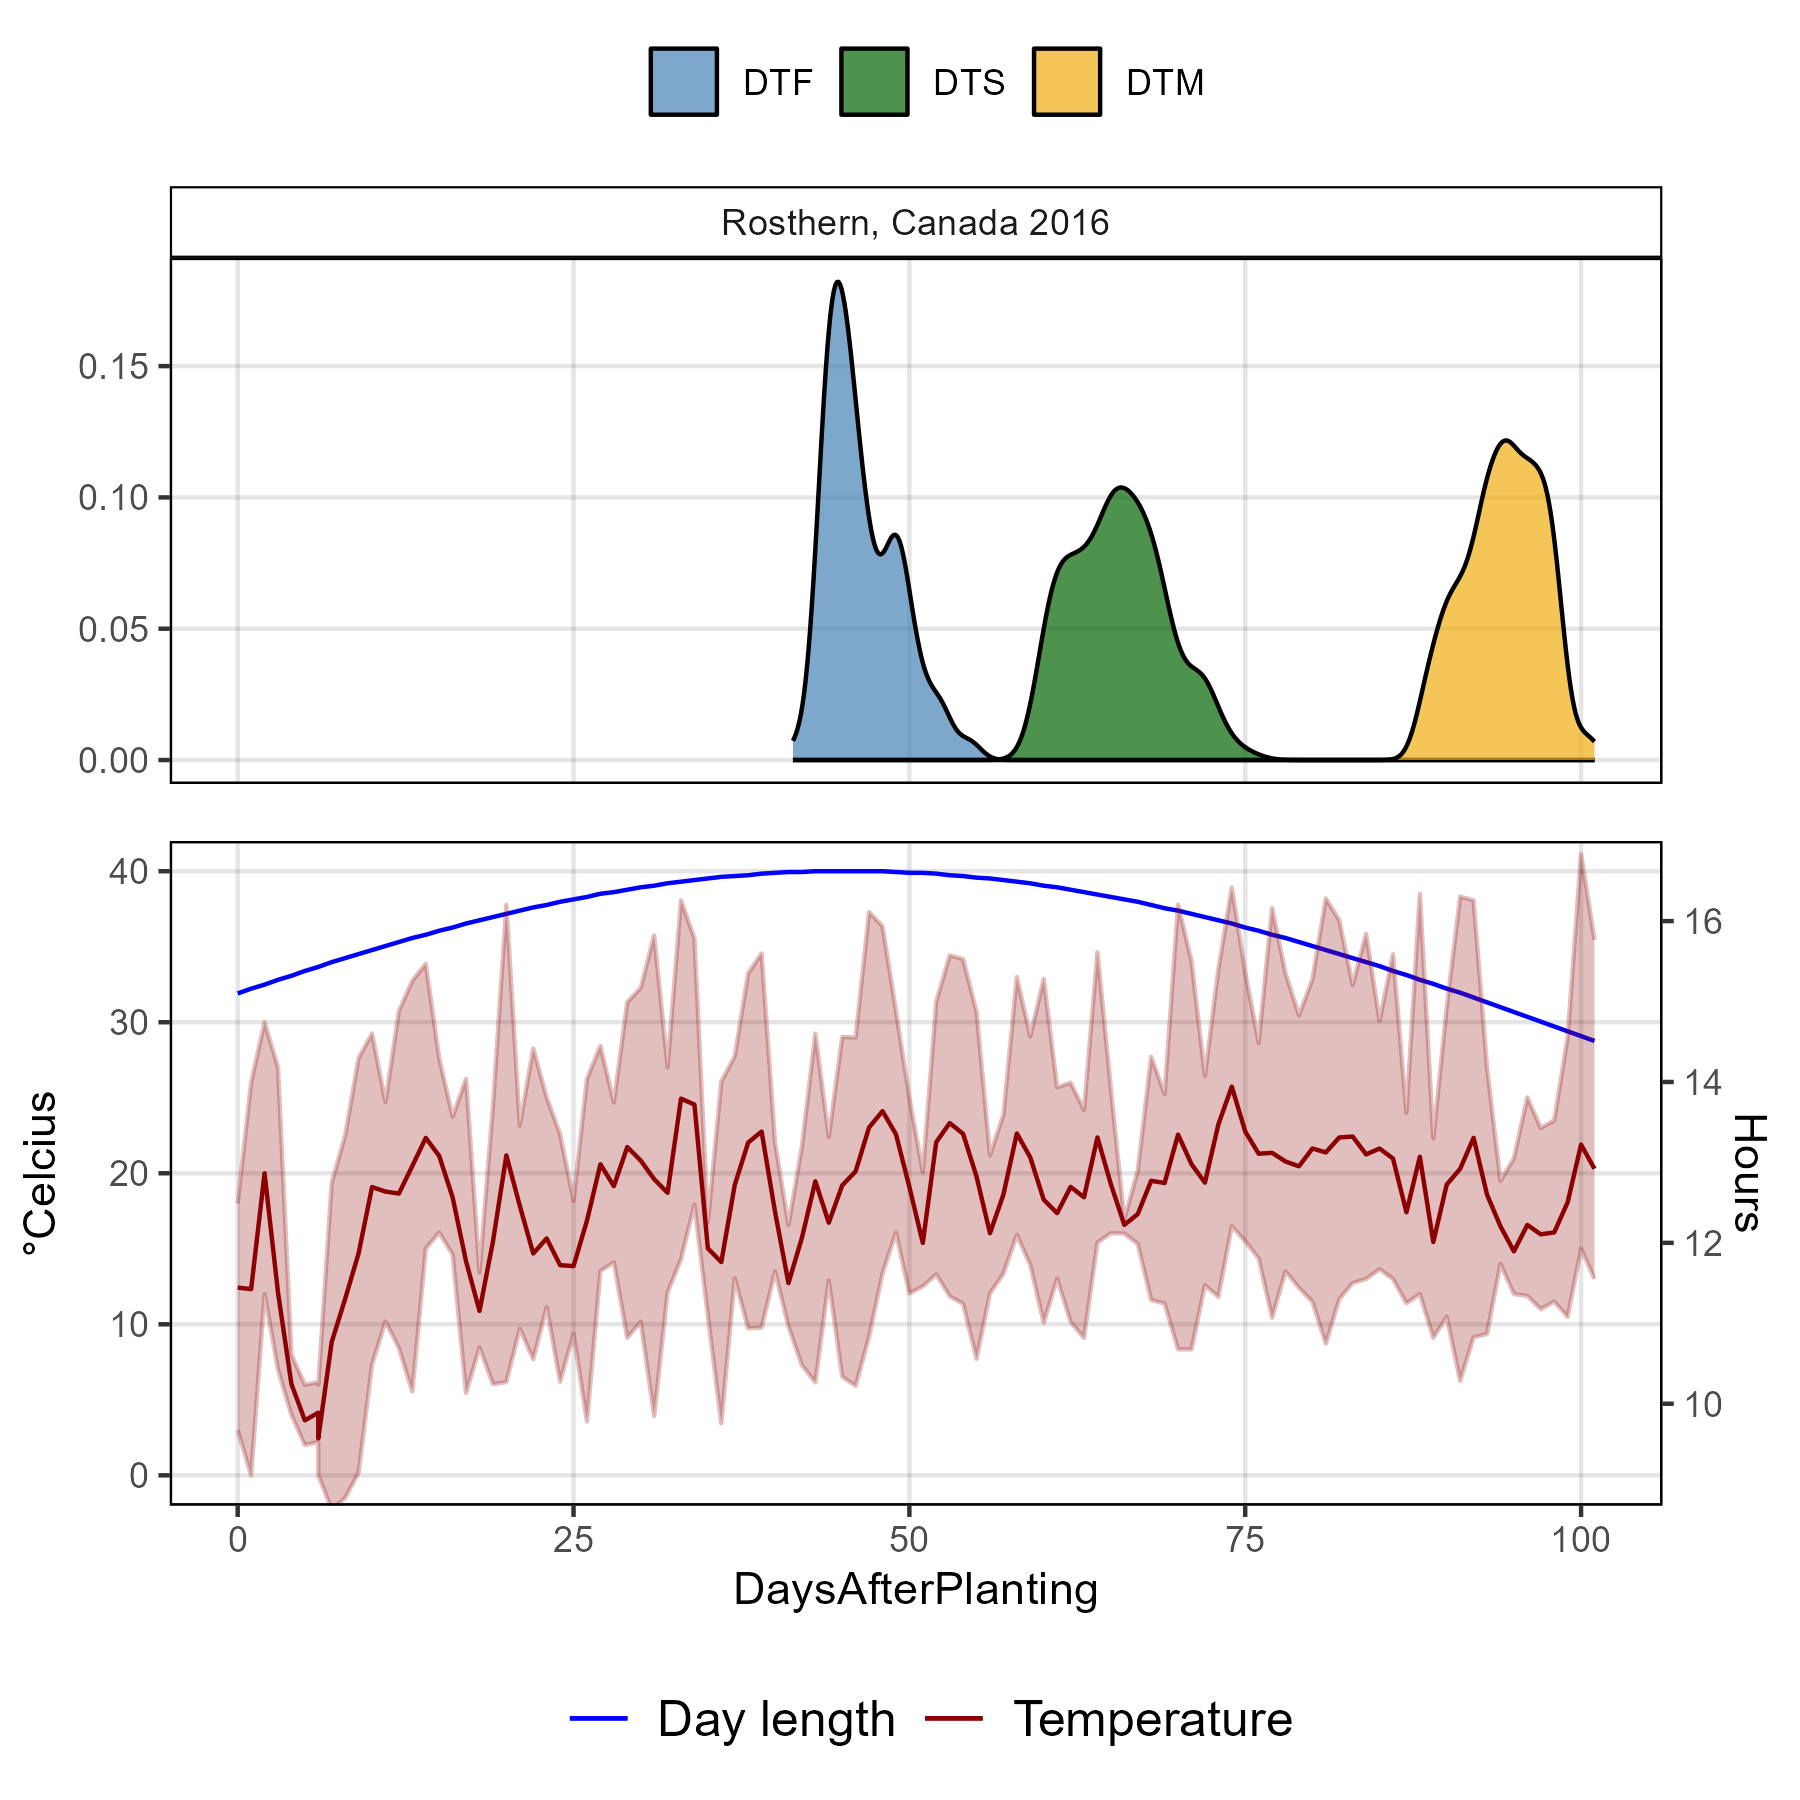 DTF DTS DTM
Rosthern, Canada 2016
0.15
0.10
0.05
0.00
40
30
20
10
0
°Celcius
16
14
12
10
Hours
0 25 50 75 100
DaysAfterPlanting
Day length Temperature